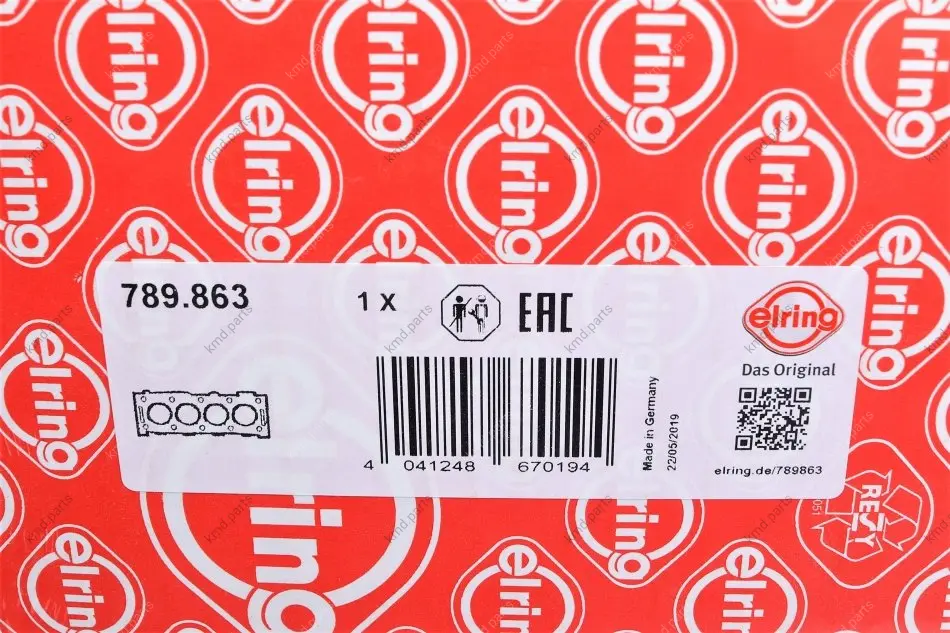 789.863
1 X
EAC
elring
Das Original
4 041248 670194
Made in Germany
22/05/2019
elring.de/789863
RESY
elring
kmd.parts